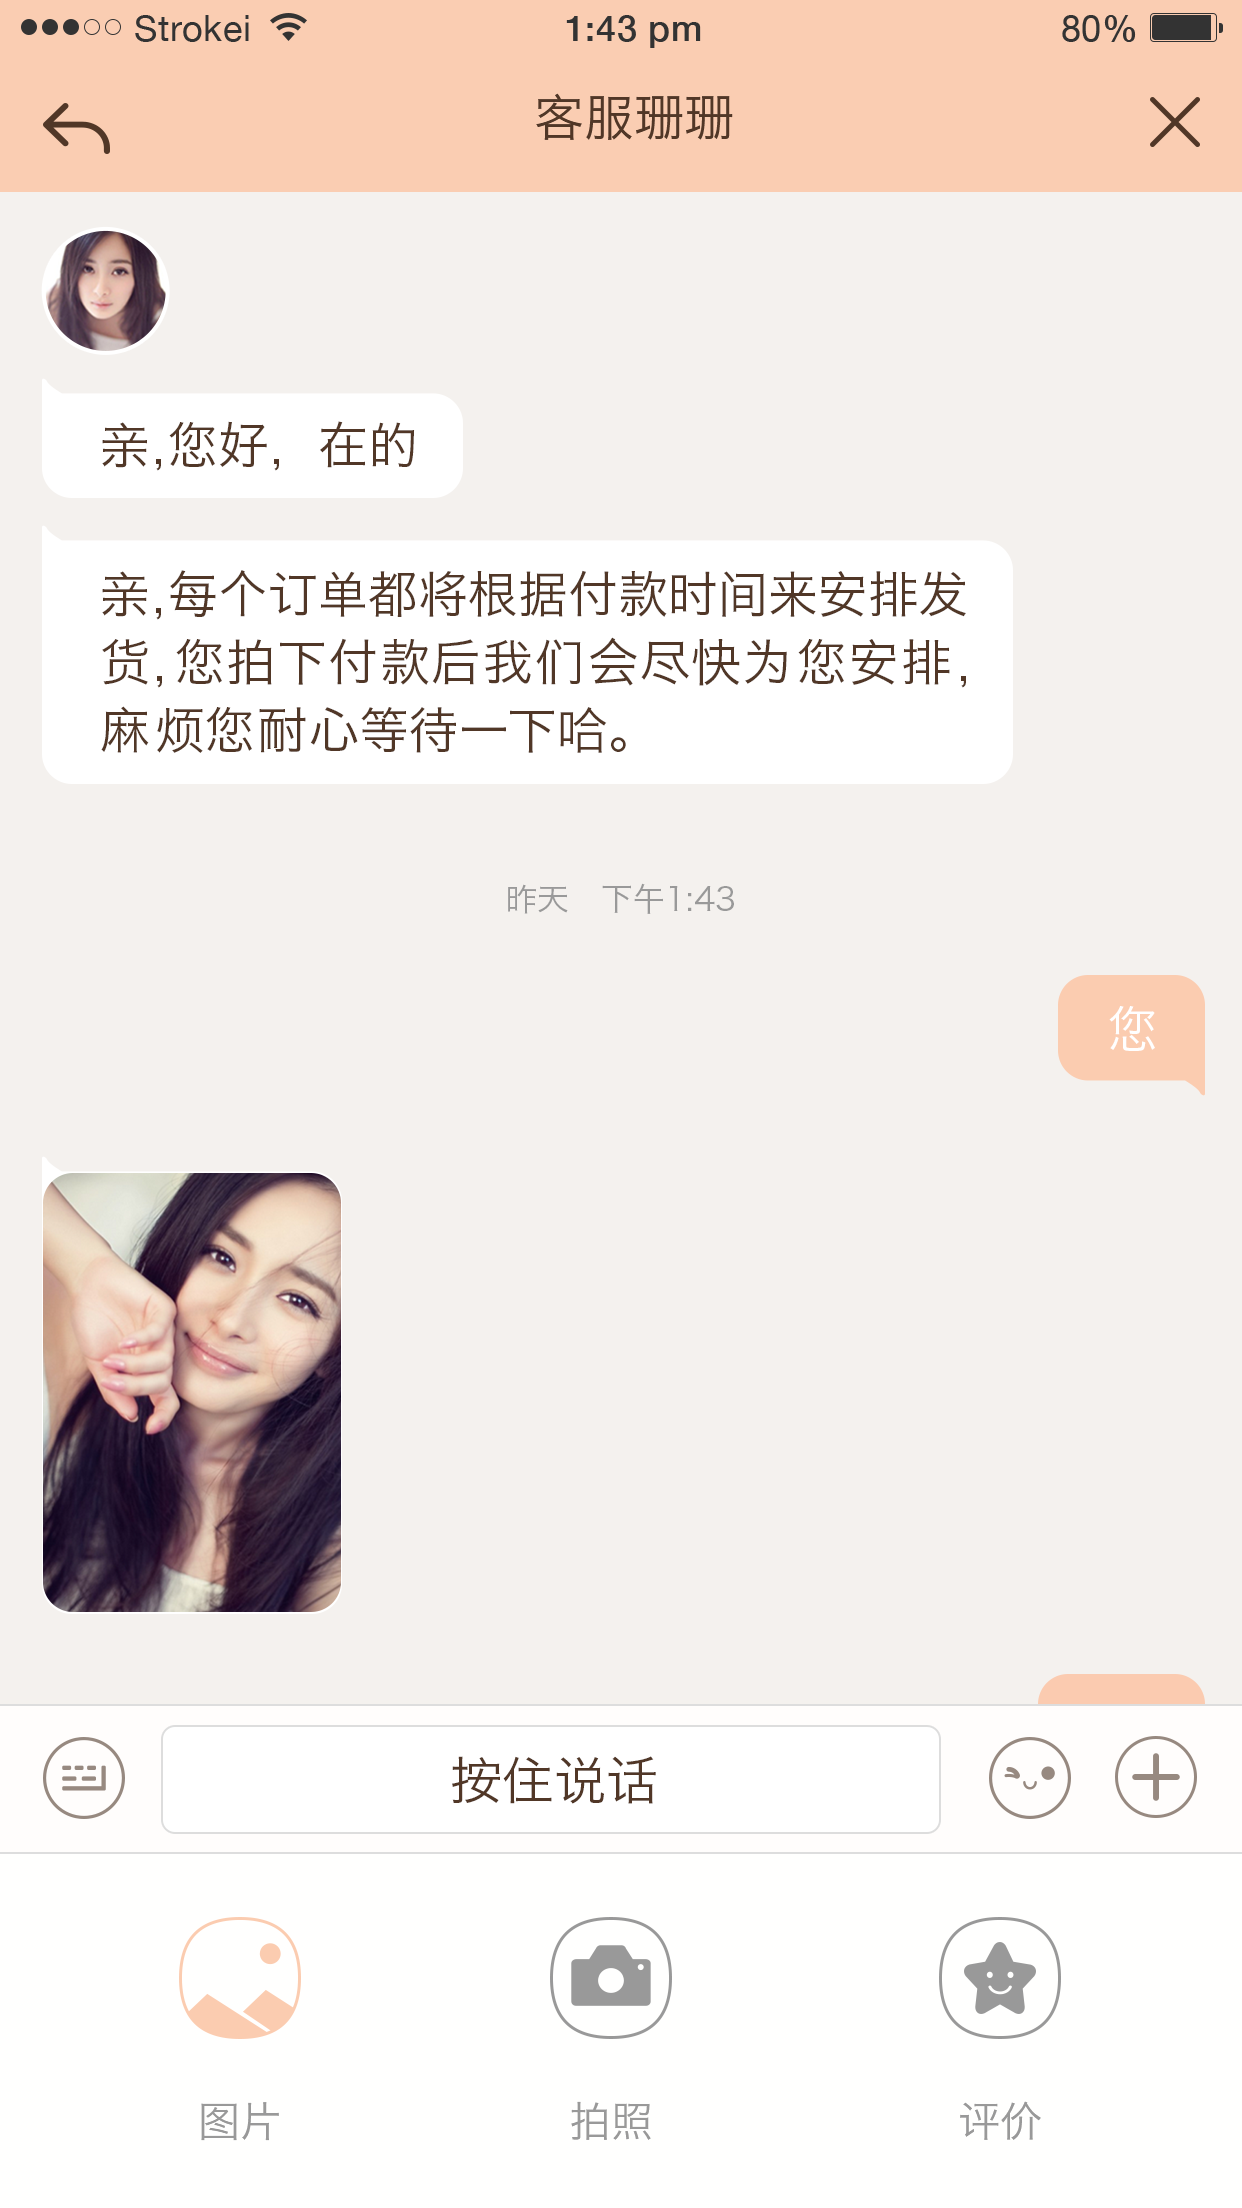 Strokei 1:43 pm 80%
客服珊珊
亲,您好，在的
亲,每个订单都将根据付款时间来安排发
货,您拍下付款后我们会尽快为您安排,
麻烦您耐心等待一下哈。
昨天 下午1:43
您
按住说话
图片 拍照 评价